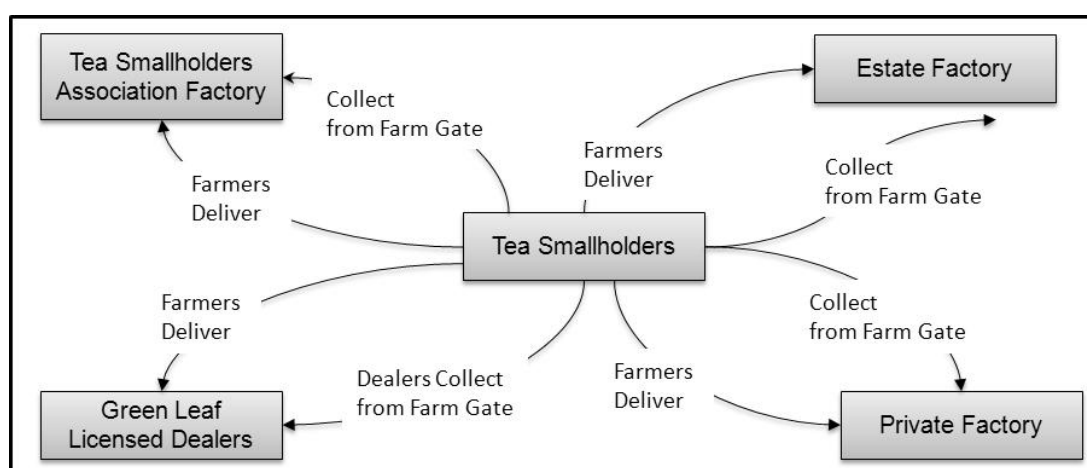 Tea Smallholders
Association Factory
Collect
from Farm Gate
Estate Factory
Farmers
Deliver
Collect
from Farm Gate
Farmers
Deliver
Tea Smallholders
Farmers
Deliver
Collect
from Farm Gate
Dealers Collect
from Farm Gate
Farmers
Deliver
Green Leaf
Licensed Dealers
Private Factory